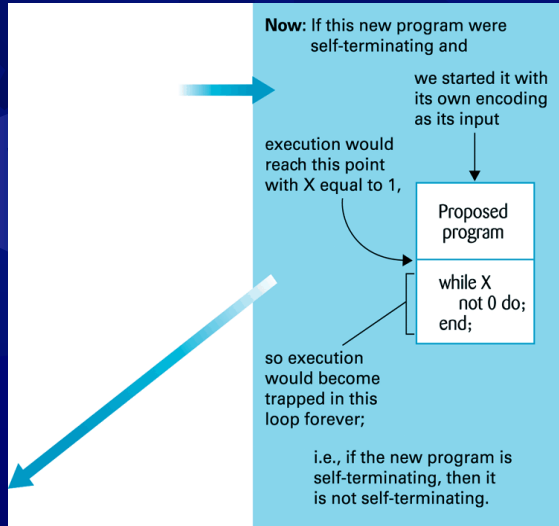 Now: If this new program were
self-terminating and
we started it with
its own encoding
as its input
execution would
reach this point
with X equal to 1,
Proposed
program
while X
not 0 do;
end;
so execution
would become
trapped in this
loop forever;
i.e., if the new program is
self-terminating, then it
is not self-terminating.